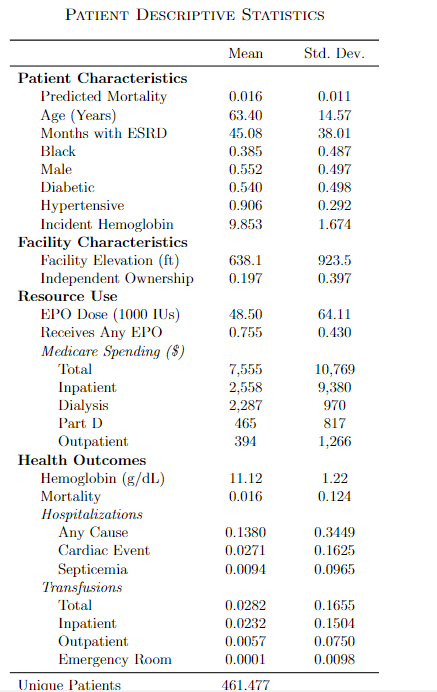 PATIENT DESCRIPTIVE STATISTICS
Mean Std. Dev.
Patient Characteristics
Predicted Mortality 0.016 0.011
Age (Years) 63.40 14.57
Months with ESRD 45.08 38.01
Black 0.385 0.487
Male 0.552 0.497
Diabetic 0.540 0.498
Hypertensive 0.906 0.292
Incident Hemoglobin 9.853 1.674
Facility Characteristics
Facility Elevation (ft) 638.1 923.5
Independent Ownership 0.197 0.397
Resource Use
EPO Dose (1000 IUs) 48.50 64.11
Receives Any EPO 0.755 0.430
Medicare Spending ($)
Total 7,555 10,769
Inpatient 2,558 9,380
Dialysis 2,287 970
Part D 465 817
Outpatient 394 1,266
Health Outcomes
Hemoglobin (g/dL) 11.12 1.22
Mortality 0.016 0.124
Hospitalizations
Any Cause 0.1380 0.3449
Cardiac Event 0.0271 0.1625
Septicemia 0.0094 0.0965
Transfusions
Total 0.0282 0.1655
Inpatient 0.0232 0.1504
Outpatient 0.0057 0.0750
Emergency Room 0.0001 0.0098
Unique Patients 461,477